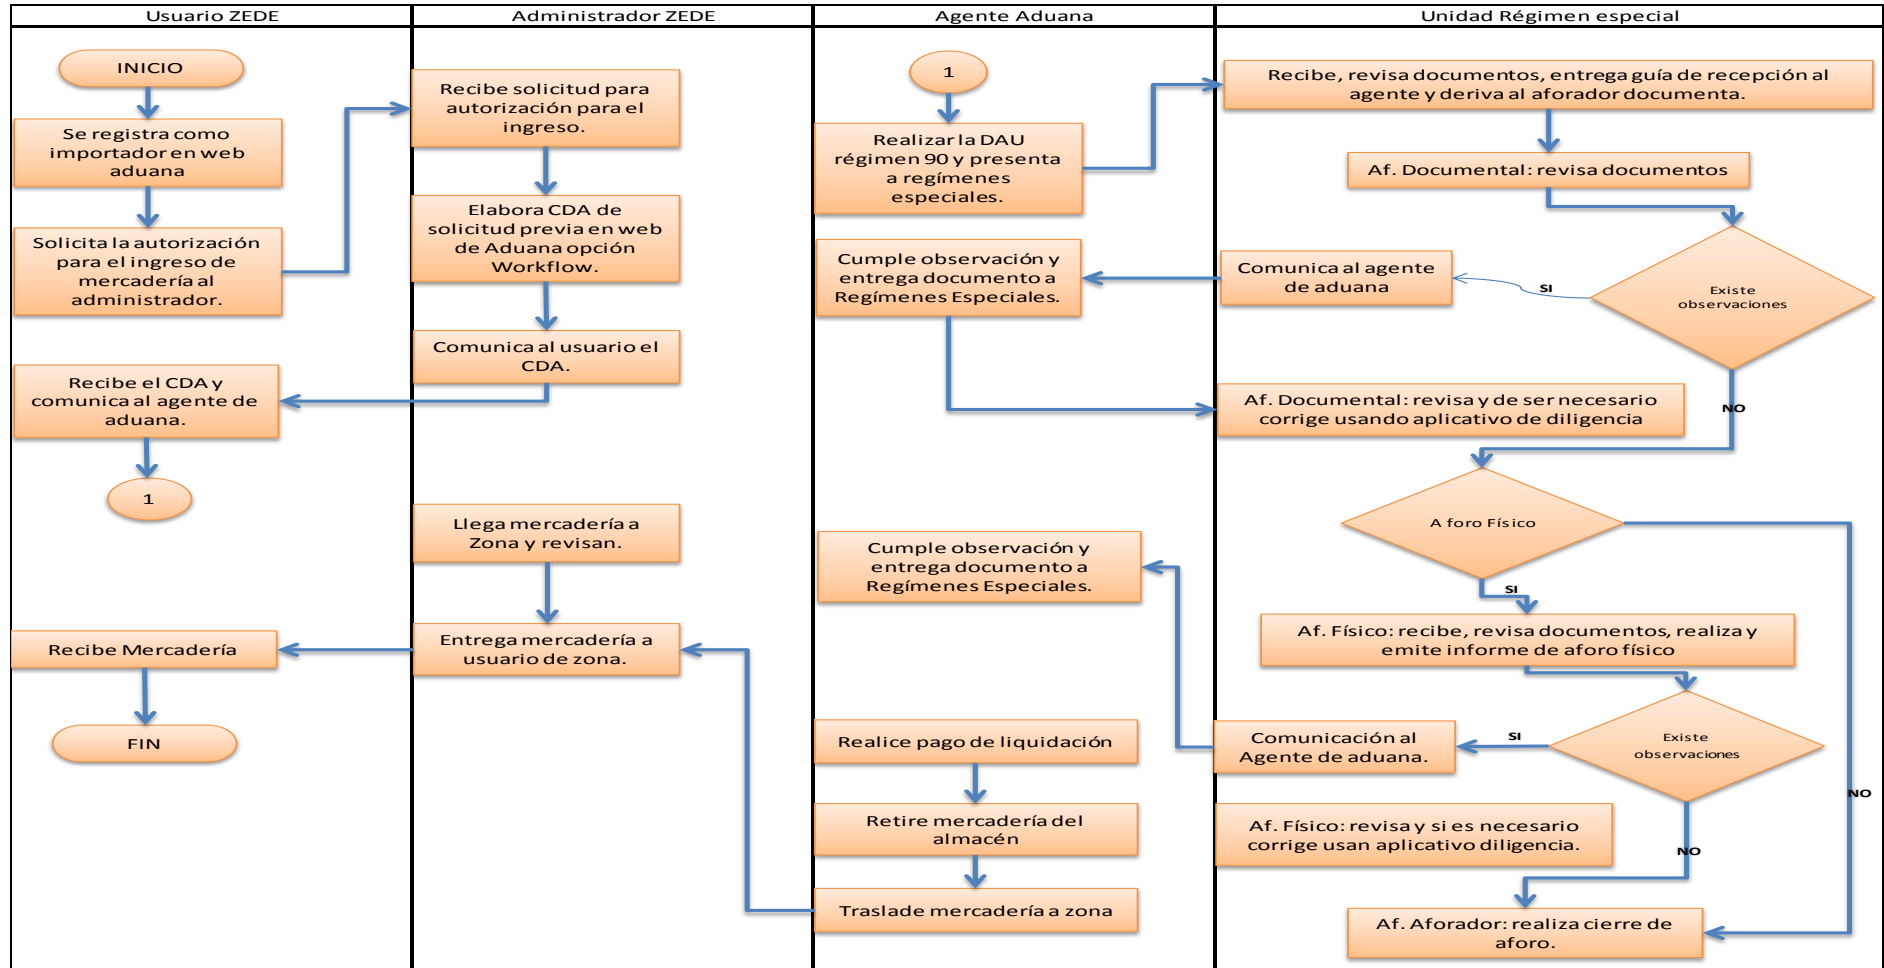 Usuario ZEDE
Administrador ZEDE
Agente Aduana
Unidad Régimen especial
INICIO
Se registra como
importador en web
aduana
Solicita la autorización
para el ingreso de
mercadería al
administrador.
Recibe el CDA y
comunica al agente de
aduana.
1
Recibe Mercadería
FIN
Recibe solicitud para
autorización para el
ingreso.
Elabora CDA de
solicitud previa en web
de Aduana opción
Workflow.
Comunica al usuario el
CDA.
Llega mercadería a
Zona y revisan.
Entrega mercadería a
usuario de zona.
1
Realizar la DAU
régimen 90 y presenta
a regímenes
especiales.
Cumple observación y
entrega documento a
Regímenes Especiales.
Cumple observación y
entrega documento a
Regímenes Especiales.
Realice pago de liquidación
Retire mercadería del
almacén
Traslade mercadería a zona
Recibe, revisa documentos, entrega guía de recepción al
agente y deriva al aforador documenta.
Af. Documental: revisa documentos
Existe
observaciones
SI
Comunica al agente
de aduana
NO
Af. Documental: revisa y de ser necesario
corrige usando aplicativo de diligencia
A foro Físico
SI
NO
Af. Físico: recibe, revisa documentos, realiza y
emite informe de aforo físico
Existe
observaciones
SI
Comunicación al
Agente de aduana.
NO
Af. Físico: revisa y si es necesario
corrige usan aplicativo diligencia.
Af. Aforador: realiza cierre de
aforo.